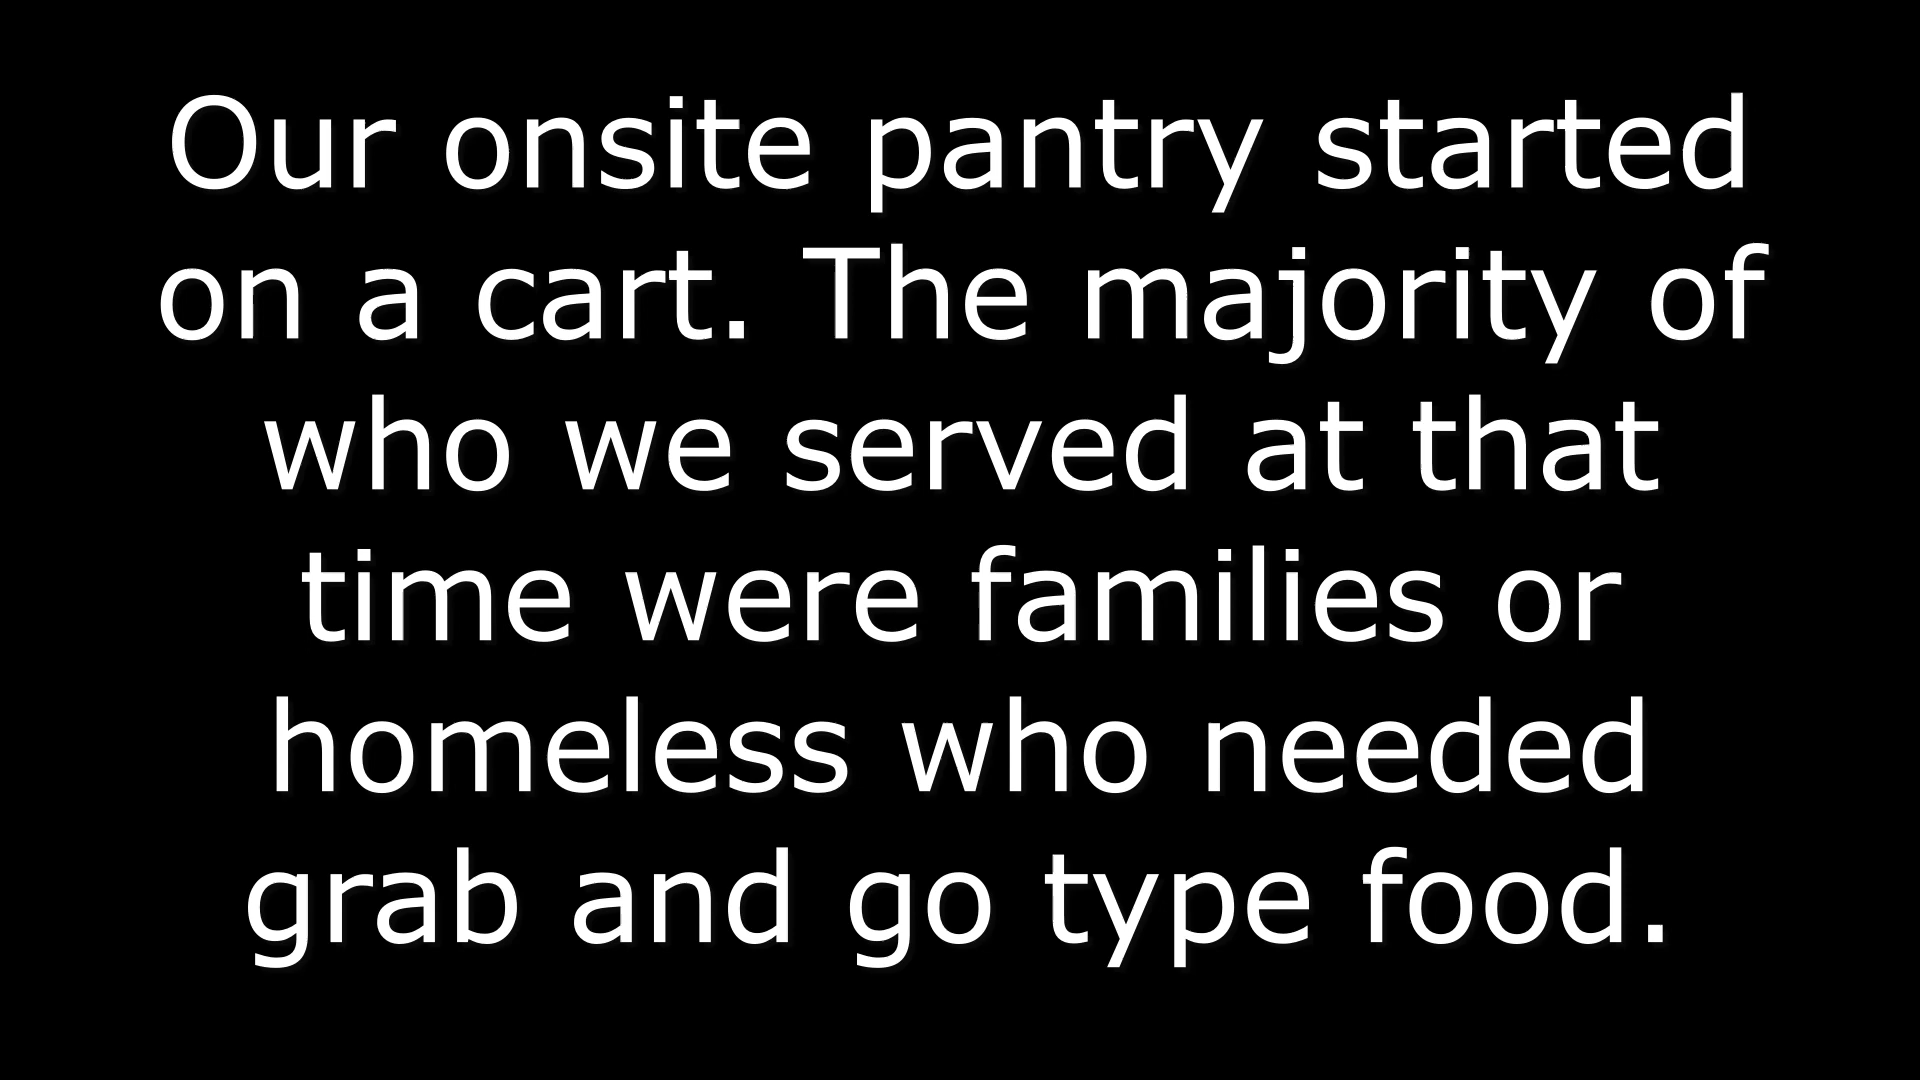 Our onsite pantry started
on a cart. The majority of
who we served at that
time were families or
homeless who needed
grab and go type food.